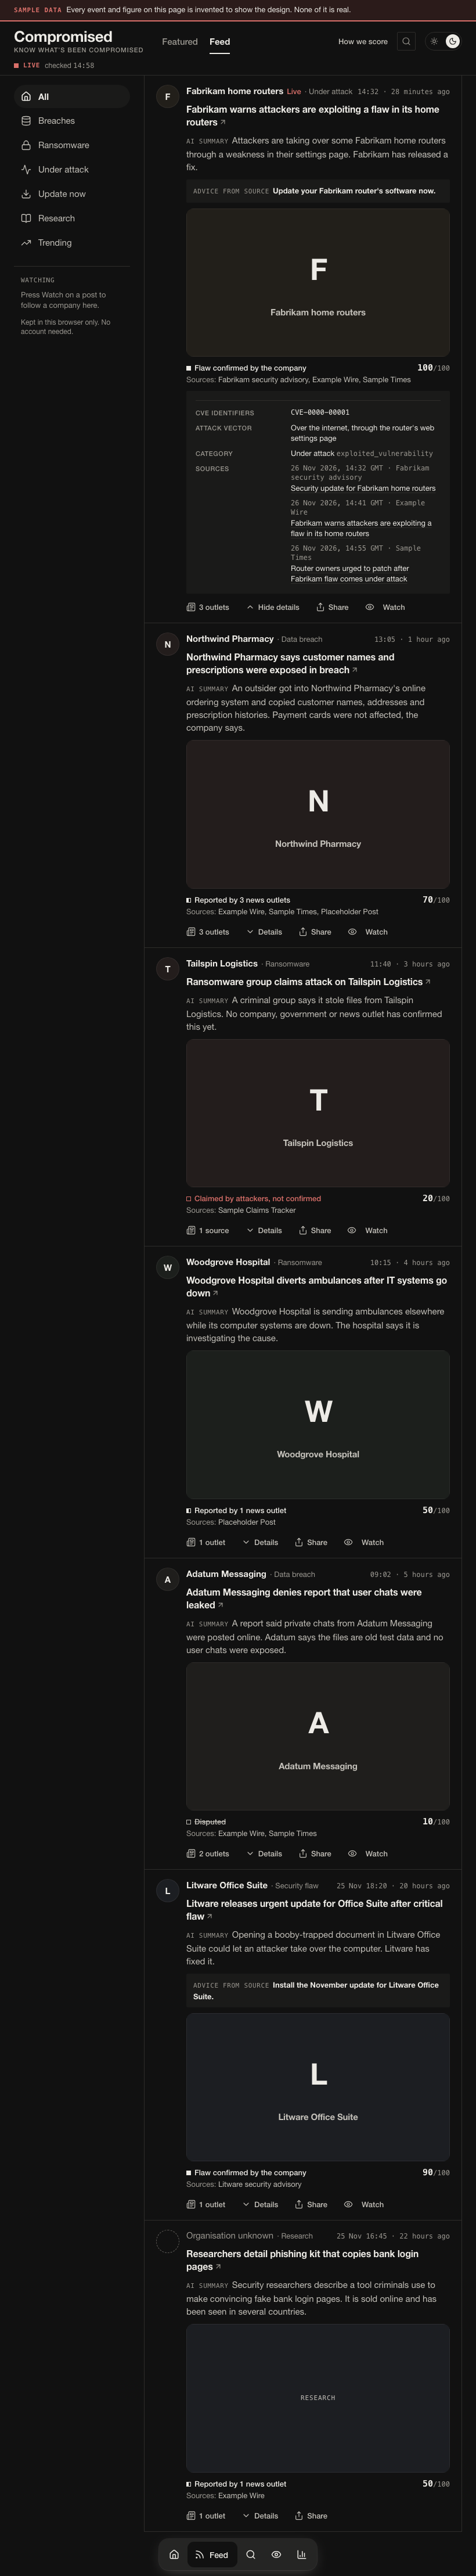 SAMPLE DATA Every event and figure on this page is invented to show the design. None of it is real.
Compromised
KNOW WHAT'S BEEN COMPROMISED
Featured Feed
How we score
LIVE checked 14:58
All
Breaches
Ransomware
Under attack
Update now
Research
Trending
WATCHING
Press Watch on a post to
follow a company here.
Kept in this browser only. No
account needed.
F
Fabrikam home routers Live · Under attack 14:32 · 28 minutes ago
Fabrikam warns attackers are exploiting a flaw in its home
routers ↗
AI SUMMARY Attackers are taking over some Fabrikam home routers
through a weakness in their settings page. Fabrikam has released a
fix.
ADVICE FROM SOURCE Update your Fabrikam router's software now.
F
Fabrikam home routers
Flaw confirmed by the company 100/100
Sources: Fabrikam security advisory, Example Wire, Sample Times
CVE IDENTIFIERS CVE-0000-00001
ATTACK VECTOR Over the internet, through the router's web
settings page
CATEGORY Under attack exploited_vulnerability
SOURCES 26 Nov 2026, 14:32 GMT · Fabrikam
security advisory
Security update for Fabrikam home routers
26 Nov 2026, 14:41 GMT · Example
Wire
Fabrikam warns attackers are exploiting a
flaw in its home routers
26 Nov 2026, 14:55 GMT · Sample
Times
Router owners urged to patch after
Fabrikam flaw comes under attack
3 outlets Hide details Share Watch
N
Northwind Pharmacy · Data breach 13:05 · 1 hour ago
Northwind Pharmacy says customer names and
prescriptions were exposed in breach ↗
AI SUMMARY An outsider got into Northwind Pharmacy's online
ordering system and copied customer names, addresses and
prescription histories. Payment cards were not affected, the
company says.
N
Northwind Pharmacy
Reported by 3 news outlets 70/100
Sources: Example Wire, Sample Times, Placeholder Post
3 outlets Details Share Watch
T
Tailspin Logistics · Ransomware 11:40 · 3 hours ago
Ransomware group claims attack on Tailspin Logistics ↗
AI SUMMARY A criminal group says it stole files from Tailspin
Logistics. No company, government or news outlet has confirmed
this yet.
T
Tailspin Logistics
Claimed by attackers, not confirmed 20/100
Sources: Sample Claims Tracker
1 source Details Share Watch
W
Woodgrove Hospital · Ransomware 10:15 · 4 hours ago
Woodgrove Hospital diverts ambulances after IT systems go
down ↗
AI SUMMARY Woodgrove Hospital is sending ambulances elsewhere
while its computer systems are down. The hospital says it is
investigating the cause.
W
Woodgrove Hospital
Reported by 1 news outlet 50/100
Sources: Placeholder Post
1 outlet Details Share Watch
A
Adatum Messaging · Data breach 09:02 · 5 hours ago
Adatum Messaging denies report that user chats were
leaked ↗
AI SUMMARY A report said private chats from Adatum Messaging
were posted online. Adatum says the files are old test data and no
user chats were exposed.
A
Adatum Messaging
Disputed 10/100
Sources: Example Wire, Sample Times
2 outlets Details Share Watch
L
Litware Office Suite · Security flaw 25 Nov 18:20 · 20 hours ago
Litware releases urgent update for Office Suite after critical
flaw ↗
AI SUMMARY Opening a booby-trapped document in Litware Office
Suite could let an attacker take over the computer. Litware has
fixed it.
ADVICE FROM SOURCE Install the November update for Litware Office
Suite.
L
Litware Office Suite
Flaw confirmed by the company 90/100
Sources: Litware security advisory
1 outlet Details Share Watch
Organisation unknown · Research 25 Nov 16:45 · 22 hours ago
Researchers detail phishing kit that copies bank login
pages ↗
AI SUMMARY Security researchers describe a tool criminals use to
make convincing fake bank login pages. It is sold online and has
been seen in several countries.
RESEARCH
Reported by 1 news outlet 50/100
Sources: Example Wire
1 outlet Details Share
Feed